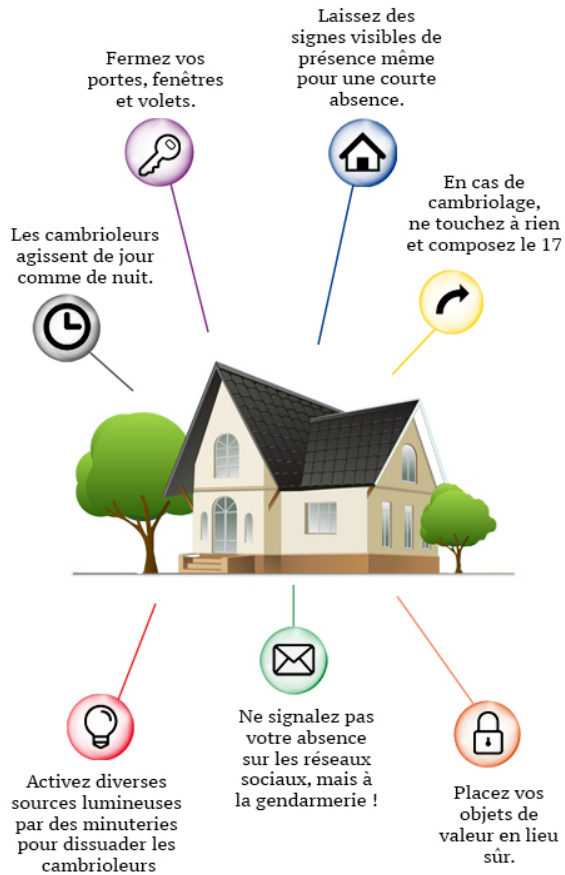 Fermez vos
portes, fenêtres
et volets.
Laissez des
signes visibles de
présence même
pour une courte
absence.
En cas de
cambriolage,
ne touchez à rien
et composez le 17
Les cambrioleurs
agissent de jour
comme de nuit.
Activez diverses
sources lumineuses
par des minuteries
pour dissuader les
cambrioleurs
Ne signalez pas
votre absence
sur les réseaux
sociaux, mais à
la gendarmerie !
Placez vos
objets de
valeur en lieu
sûr.